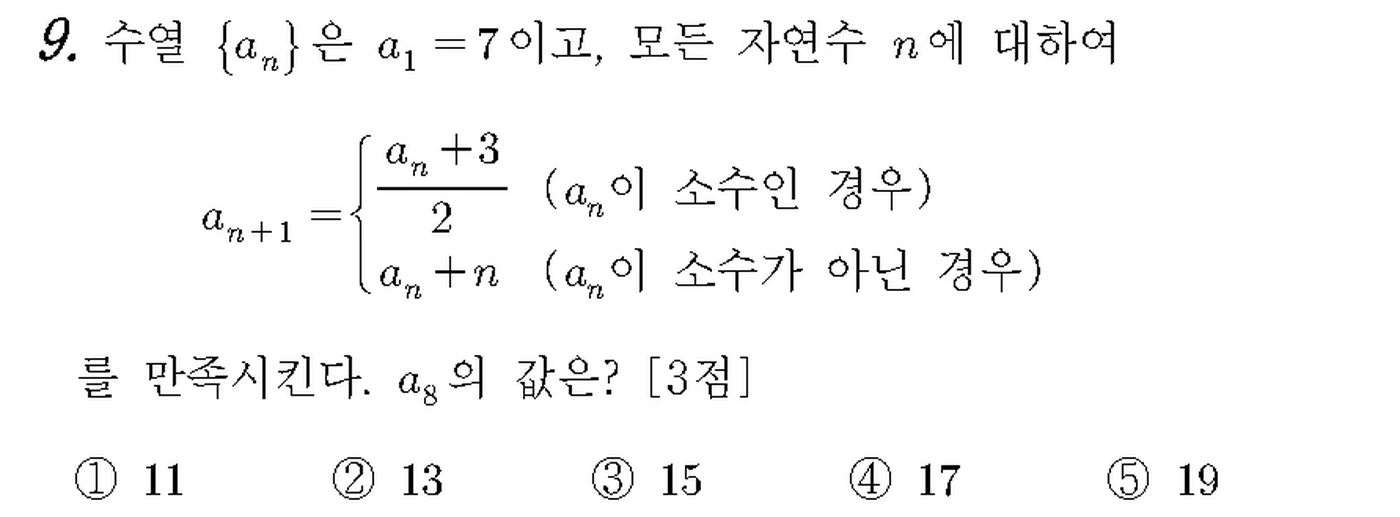 9. 수열 {aₙ}은 a₁ = 7이고, 모든 자연수 n에 대하여
aₙ₊₁ = { (aₙ + 3)/2 (aₙ이 소수인 경우)
aₙ + n (aₙ이 소수가 아닌 경우)
를 만족시킨다. a₈의 값은? [3점]
① 11 ② 13 ③ 15 ④ 17 ⑤ 19